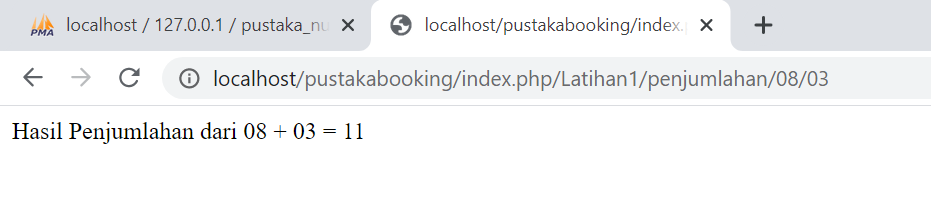 PMA
localhost / 127.0.0.1 / pustaka_nu
localhost/pustakabooking/index.
localhost/pustakabooking/index.php/Latihan1/penjumlahan/08/03
Hasil Penjumlahan dari 08 + 03 = 11